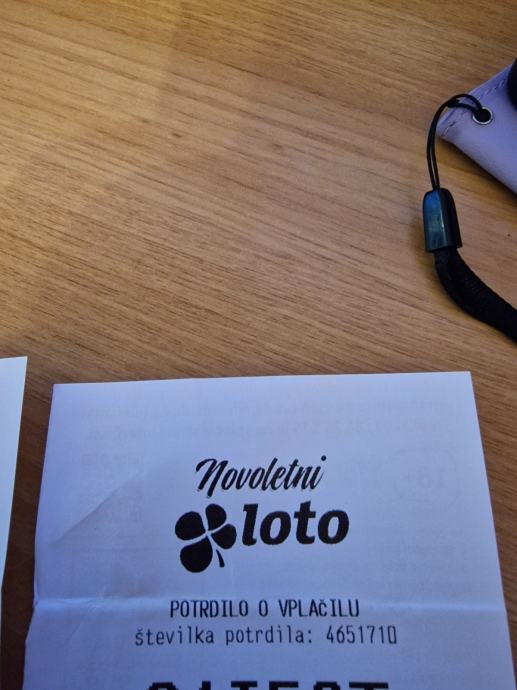 Novoletni
loto
POTRDILO O VPLAČILU
številka potrdila: 4651710